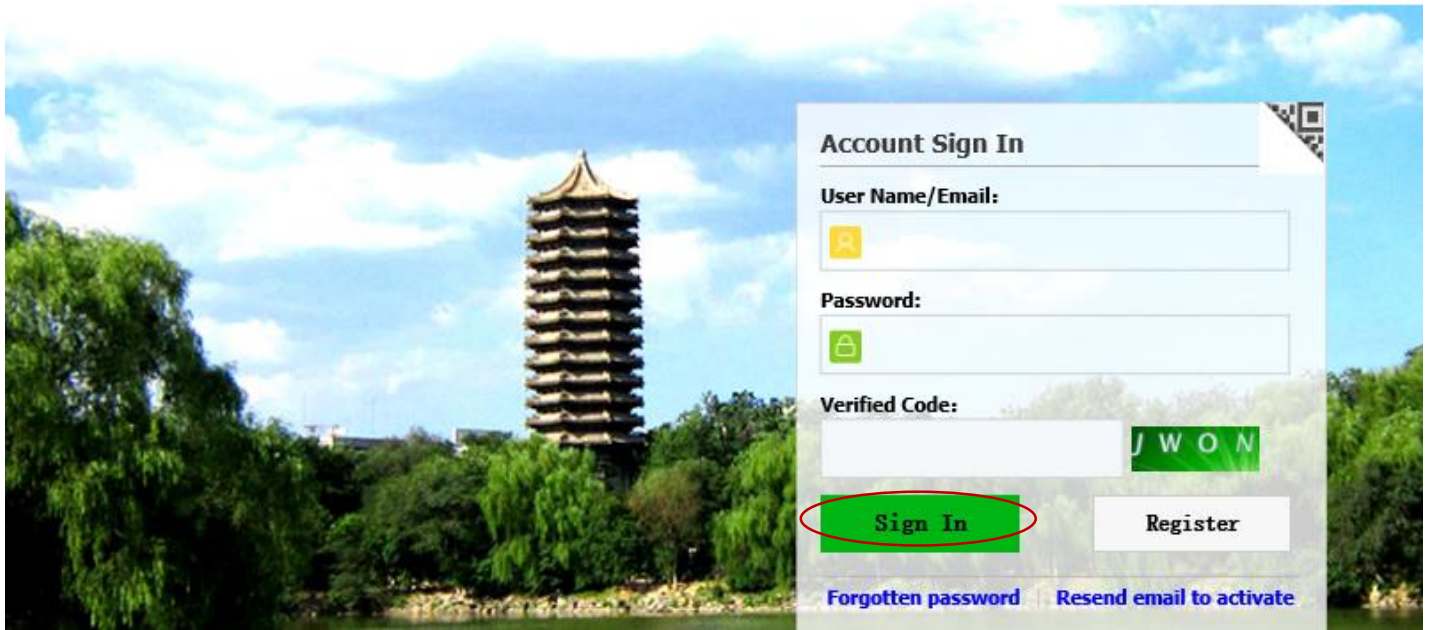 Account Sign In
User Name/Email:
Password:
Verified Code:
JWON
Sign In Register
Forgotten password | Resend email to activate